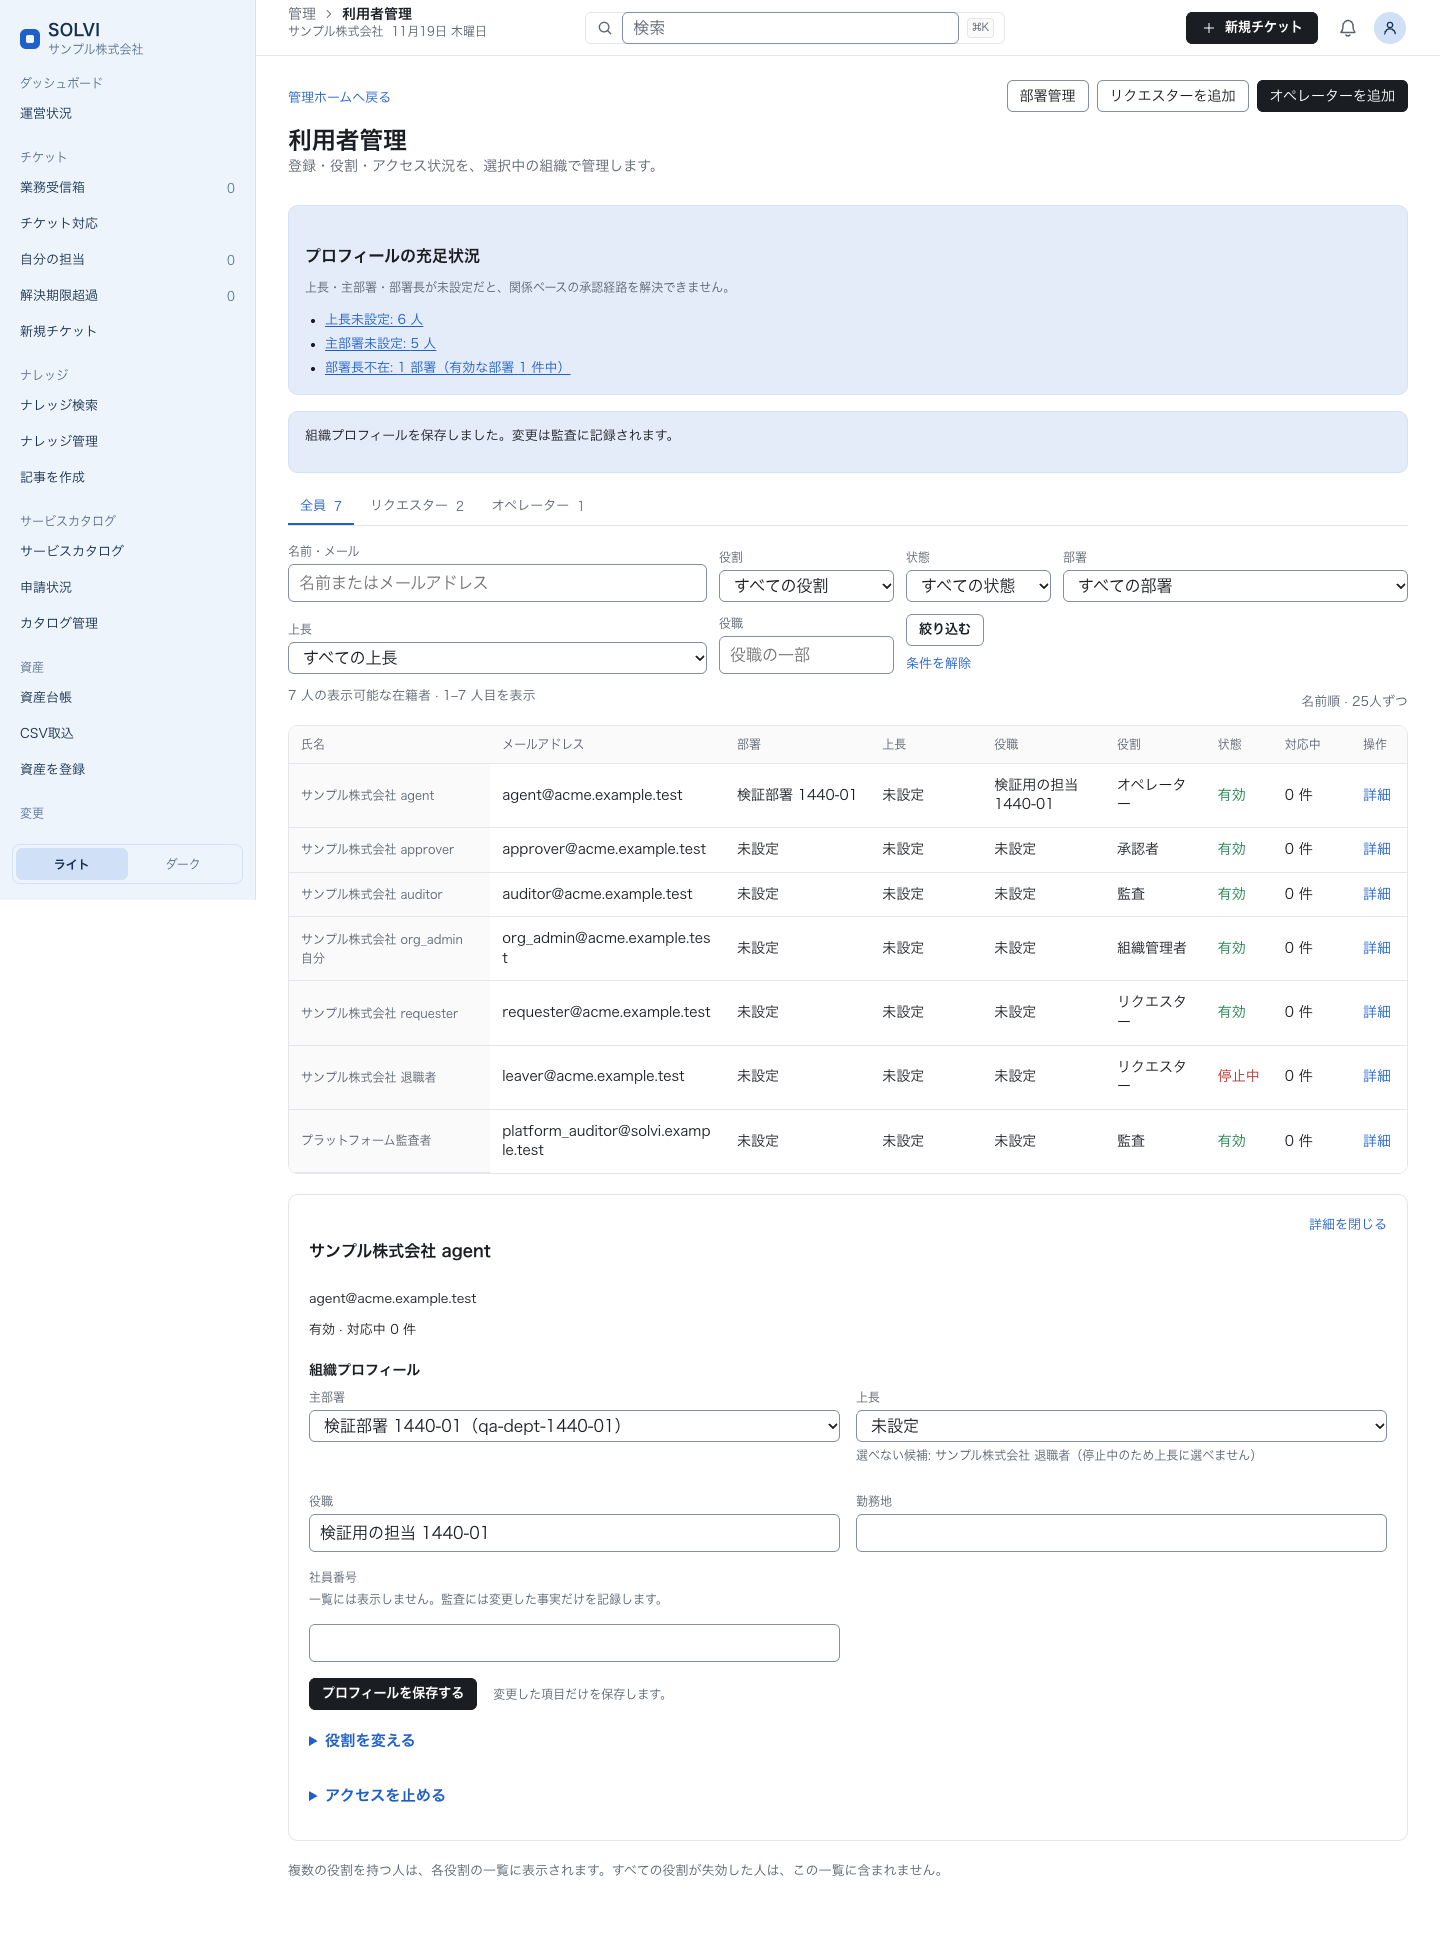 SOLVI
サンプル株式会社
ダッシュボード
運営状況
チケット
業務受信箱 0
チケット対応
自分の担当 0
解決期限超過 0
新規チケット
ナレッジ
ナレッジ検索
ナレッジ管理
記事を作成
サービスカタログ
サービスカタログ
申請状況
カタログ管理
資産
資産台帳
CSV取込
資産を登録
変更
ライト ダーク
管理 > 利用者管理
サンプル株式会社 11月19日 木曜日
検索 ⌘K
+ 新規チケット
管理ホームへ戻る
部署管理 リクエスターを追加 オペレーターを追加
利用者管理
登録・役割・アクセス状況を、選択中の組織で管理します。
プロフィールの充足状況
上長・主部署・部署長が未設定だと、関係ベースの承認経路を解決できません。
• 上長未設定: 6 人
• 主部署未設定: 5 人
• 部署長不在: 1 部署（有効な部署 1 件中）
組織プロフィールを保存しました。変更は監査に記録されます。
全員 7 リクエスター 2 オペレーター 1
名前・メール 役割 状態 部署
名前またはメールアドレス すべての役割 すべての状態 すべての部署
上長 役職 絞り込む
すべての上長 役職の一部 条件を解除
7 人の表示可能な在籍者 · 1–7 人目を表示 名前順 · 25人ずつ
氏名 メールアドレス 部署 上長 役職 役割 状態 対応中 操作
サンプル株式会社 agent agent@acme.example.test 検証部署 1440-01 未設定 検証用の担当 1440-01 オペレーター 有効 0 件 詳細
サンプル株式会社 approver approver@acme.example.test 未設定 未設定 未設定 承認者 有効 0 件 詳細
サンプル株式会社 auditor auditor@acme.example.test 未設定 未設定 未設定 監査 有効 0 件 詳細
サンプル株式会社 org_admin 自分 org_admin@acme.example.test 未設定 未設定 未設定 組織管理者 有効 0 件 詳細
サンプル株式会社 requester requester@acme.example.test 未設定 未設定 未設定 リクエスター 有効 0 件 詳細
サンプル株式会社 退職者 leaver@acme.example.test 未設定 未設定 未設定 リクエスター 停止中 0 件 詳細
プラットフォーム監査者 platform_auditor@solvi.example.test 未設定 未設定 未設定 監査 有効 0 件 詳細
詳細を閉じる
サンプル株式会社 agent
agent@acme.example.test
有効 · 対応中 0 件
組織プロフィール
主部署 上長
検証部署 1440-01（qa-dept-1440-01） 未設定
選べない候補: サンプル株式会社 退職者（停止中のため上長に選べません）
役職 勤務地
検証用の担当 1440-01
社員番号
一覧には表示しません。監査には変更した事実だけを記録します。
プロフィールを保存する 変更した項目だけを保存します。
▶ 役割を変える
▶ アクセスを止める
複数の役割を持つ人は、各役割の一覧に表示されます。すべての役割が失効した人は、この一覧に含まれません。